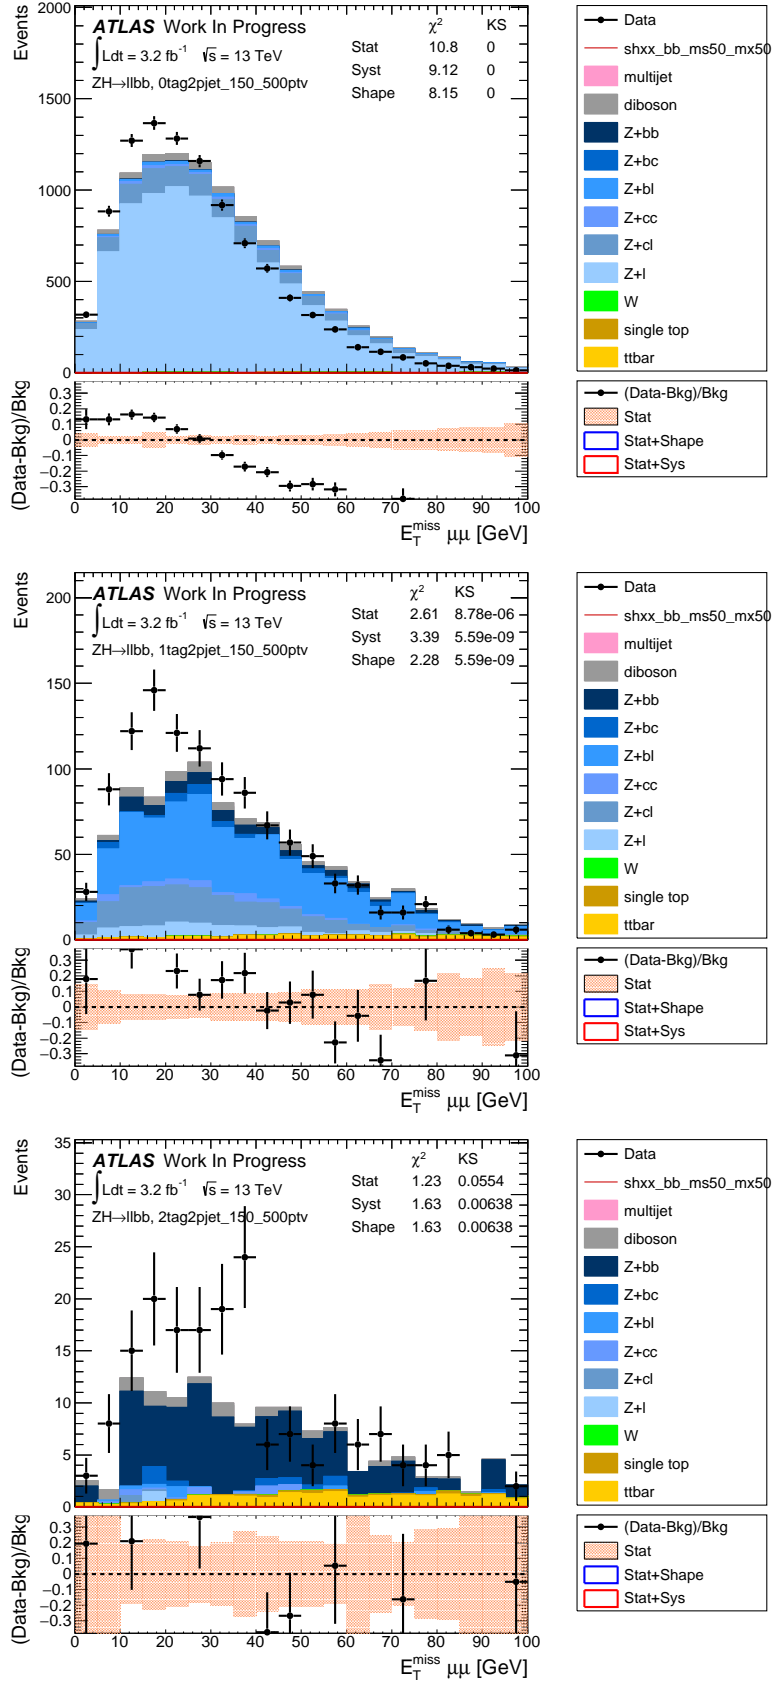 Events
2000
1500
1000
500
0
ATLAS Work In Progress
∫Ldt = 3.2 fb⁻¹ √s = 13 TeV
ZH→llbb, 0tag2pjet_150_500ptv
χ² KS
Stat 10.8 0
Syst 9.12 0
Shape 8.15 0
Data
shxx_bb_ms50_mx50
multijet
diboson
Z+bb
Z+bc
Z+bl
Z+cc
Z+cl
Z+l
W
single top
ttbar
(Data-Bkg)/Bkg
0.3
0.2
0.1
0
−0.1
−0.2
−0.3
0 10 20 30 40 50 60 70 80 90 100
E_T^miss μμ [GeV]
(Data-Bkg)/Bkg
Stat
Stat+Shape
Stat+Sys
Events
200
150
100
50
0
ATLAS Work In Progress
∫Ldt = 3.2 fb⁻¹ √s = 13 TeV
ZH→llbb, 1tag2pjet_150_500ptv
χ² KS
Stat 2.61 8.78e-06
Syst 3.39 5.59e-09
Shape 2.28 5.59e-09
Data
shxx_bb_ms50_mx50
multijet
diboson
Z+bb
Z+bc
Z+bl
Z+cc
Z+cl
Z+l
W
single top
ttbar
(Data-Bkg)/Bkg
0.3
0.2
0.1
0
−0.1
−0.2
−0.3
0 10 20 30 40 50 60 70 80 90 100
E_T^miss μμ [GeV]
(Data-Bkg)/Bkg
Stat
Stat+Shape
Stat+Sys
Events
35
30
25
20
15
10
5
0
ATLAS Work In Progress
∫Ldt = 3.2 fb⁻¹ √s = 13 TeV
ZH→llbb, 2tag2pjet_150_500ptv
χ² KS
Stat 1.23 0.0554
Syst 1.63 0.00638
Shape 1.63 0.00638
Data
shxx_bb_ms50_mx50
multijet
diboson
Z+bb
Z+bc
Z+bl
Z+cc
Z+cl
Z+l
W
single top
ttbar
(Data-Bkg)/Bkg
0.3
0.2
0.1
0
−0.1
−0.2
−0.3
0 10 20 30 40 50 60 70 80 90 100
E_T^miss μμ [GeV]
(Data-Bkg)/Bkg
Stat
Stat+Shape
Stat+Sys